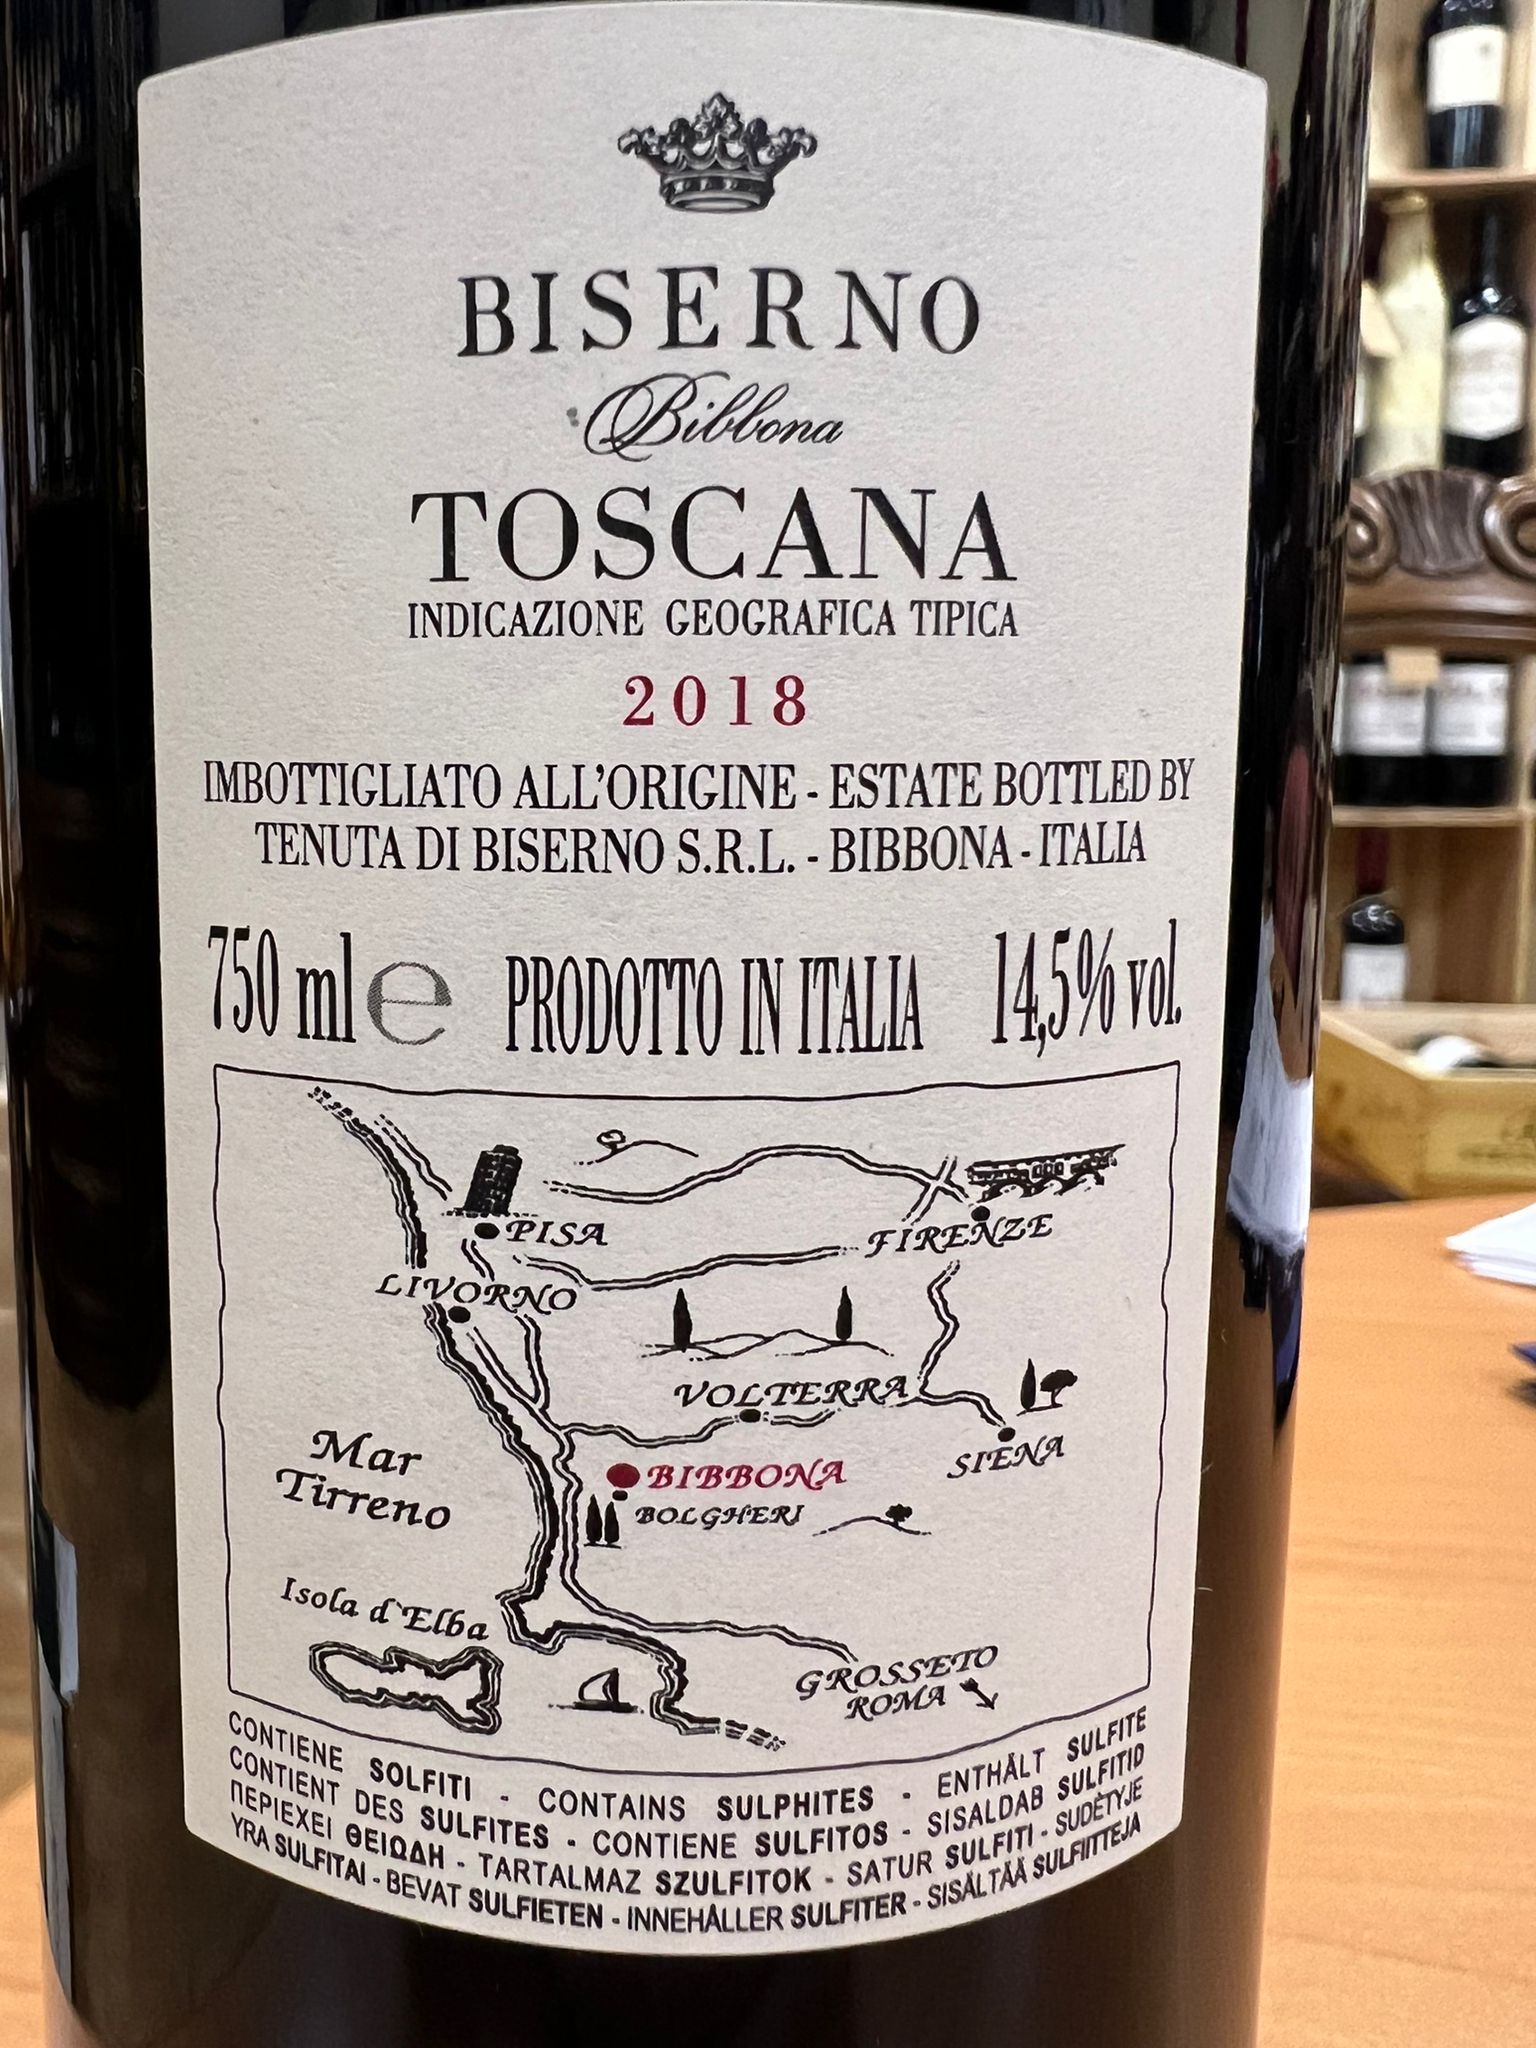 BISERNO
Bibbona
TOSCANA
INDICAZIONE GEOGRAFICA TIPICA
2018
IMBOTTIGLIATO ALL'ORIGINE - ESTATE BOTTLED BY
TENUTA DI BISERNO S.R.L. - BIBBONA - ITALIA
750 ml e PRODOTTO IN ITALIA 14,5% vol.
PISA
FIRENZE
LIVORNO
VOLTERRA
SIENA
Mar
Tirreno
BIBBONA
BOLGHERI
Isola d'Elba
GROSSETO
ROMA
CONTIENE SOLFITI - CONTAINS SULPHITES - ENTHÄLT SULFITE
CONTIENT DES SULFITES - CONTIENE SULFITOS - SISALDAB SULFITID
ΠΕΡΙΕΧΕΙ ΘΕΙΩΔΗ - TARTALMAZ SZULFITOK - SATUR SULFITI - SUDĖTYJE
YRA SULFITAI - BEVAT SULFIETEN - INNEHÅLLER SULFITER - SISÄLTÄÄ SULFIITTEJA